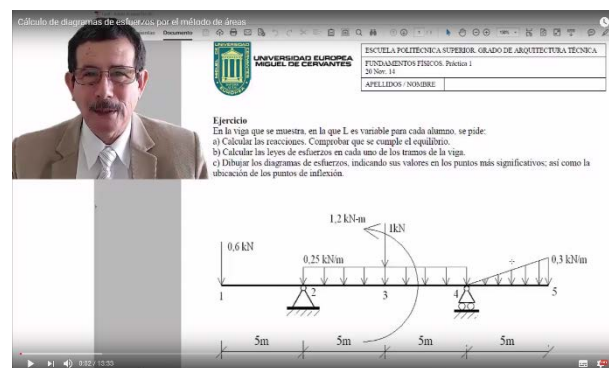 Cálculo de diagramas de esfuerzos por el método de áreas
Documento
UNIVERSIDAD EUROPEA
MIGUEL DE CERVANTES
ESCUELA POLITÉCNICA SUPERIOR. GRADO DE ARQUITECTURA TÉCNICA
FUNDAMENTOS FÍSICOS. Práctica 1
20 Nov. 14
APELLIDOS / NOMBRE
Ejercicio
En la viga que se muestra, en la que L es variable para cada alumno, se pide:
a) Calcular las reacciones. Comprobar que se cumple el equilibrio.
b) Calcular las leyes de esfuerzos en cada uno de los tramos de la viga.
c) Dibujar los diagramas de esfuerzos, indicando sus valores en los puntos más significativos; así como la
ubicación de los puntos de inflexión.
1,2 kN-m
1kN
0,6 kN
0,25 kN/m
0,3 kN/m
1 2 3 4 5
5m 5m 5m 5m
0:32 / 13:33